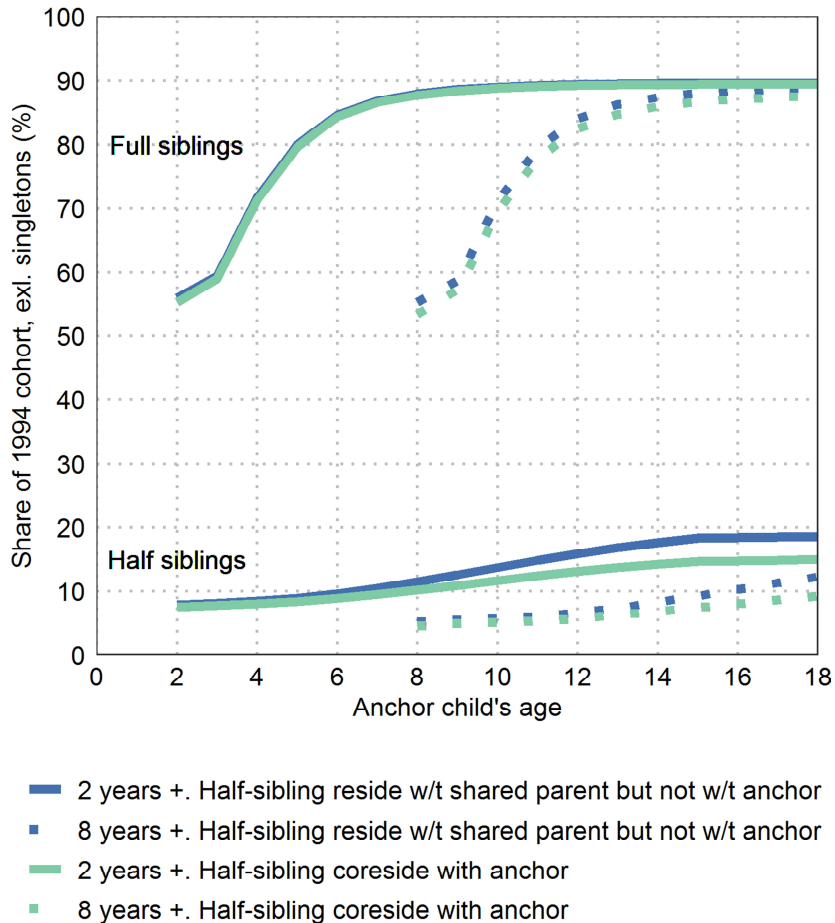 Share of 1994 cohort, exl. singletons (%)
100
90
80
70
60
50
40
30
20
10
0
Full siblings
Half siblings
0 2 4 6 8 10 12 14 16 18
Anchor child's age
2 years +. Half-sibling reside w/t shared parent but not w/t anchor
8 years +. Half-sibling reside w/t shared parent but not w/t anchor
2 years +. Half-sibling coreside with anchor
8 years +. Half-sibling coreside with anchor